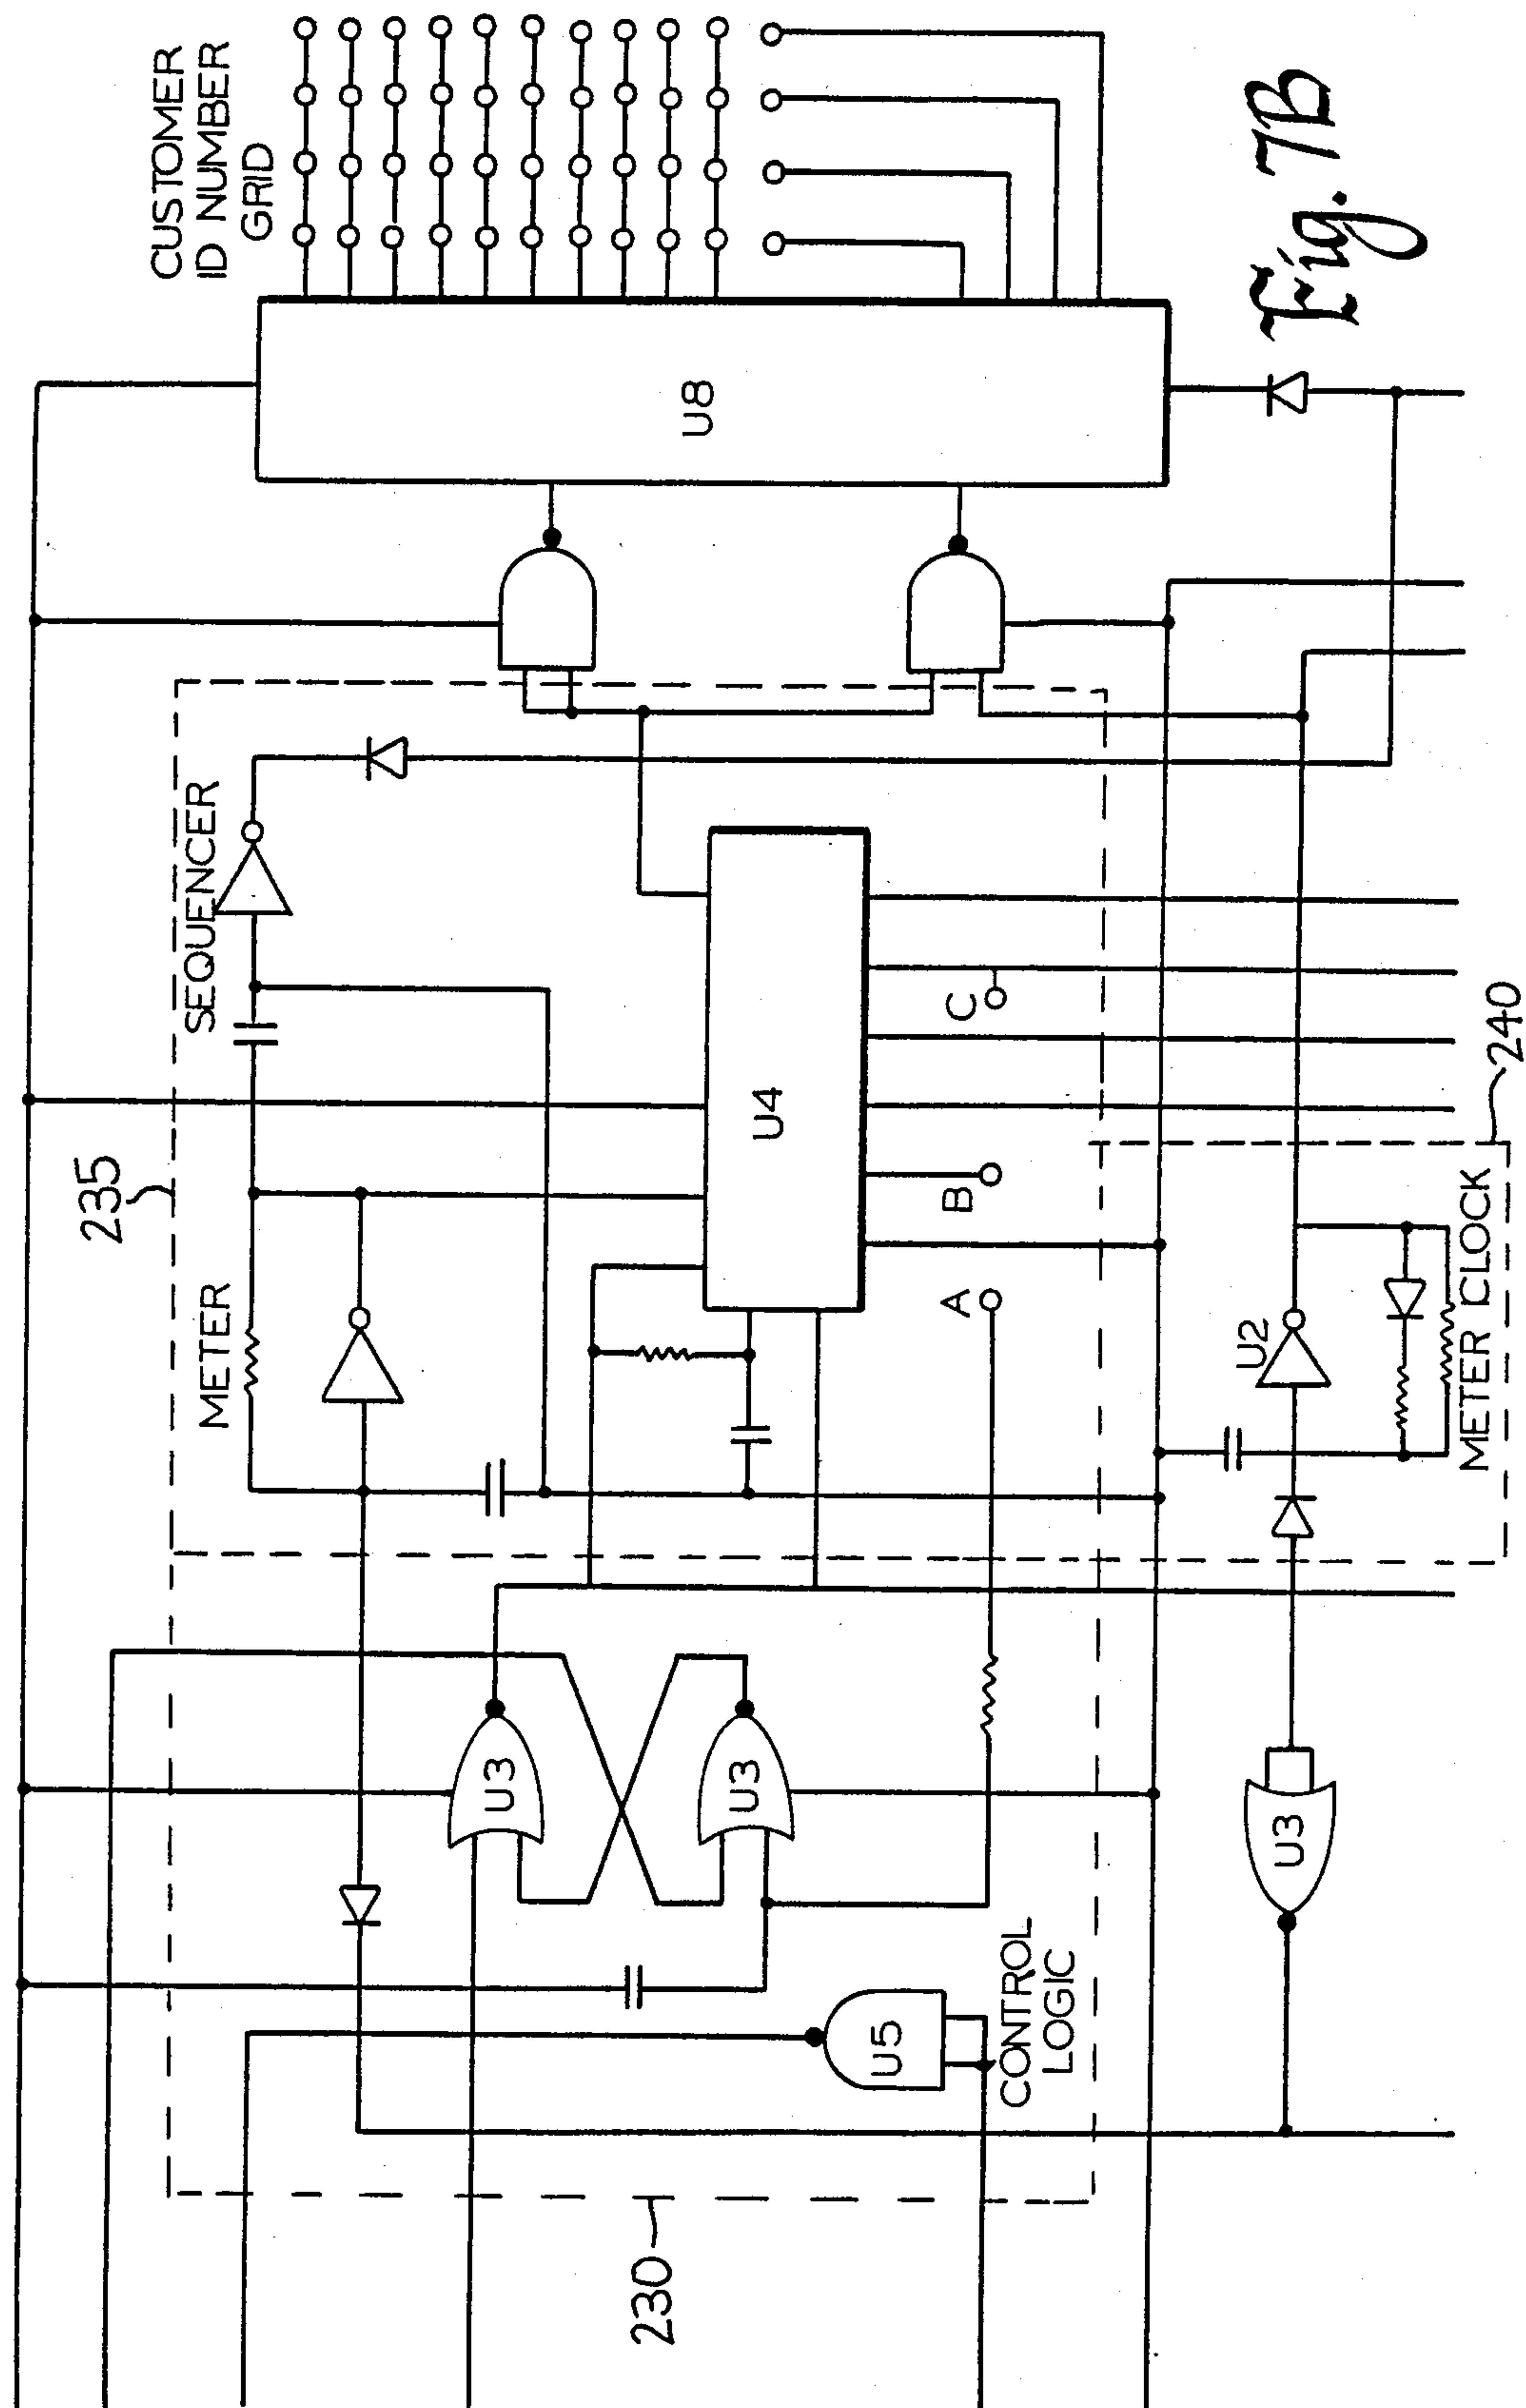 CUSTOMER
ID NUMBER
GRID
U8
Fig. 7B
235
METER SEQUENCER
U4
A
B
C
240
U2
METER CLOCK
U3
U3
U3
U5
CONTROL
LOGIC
230